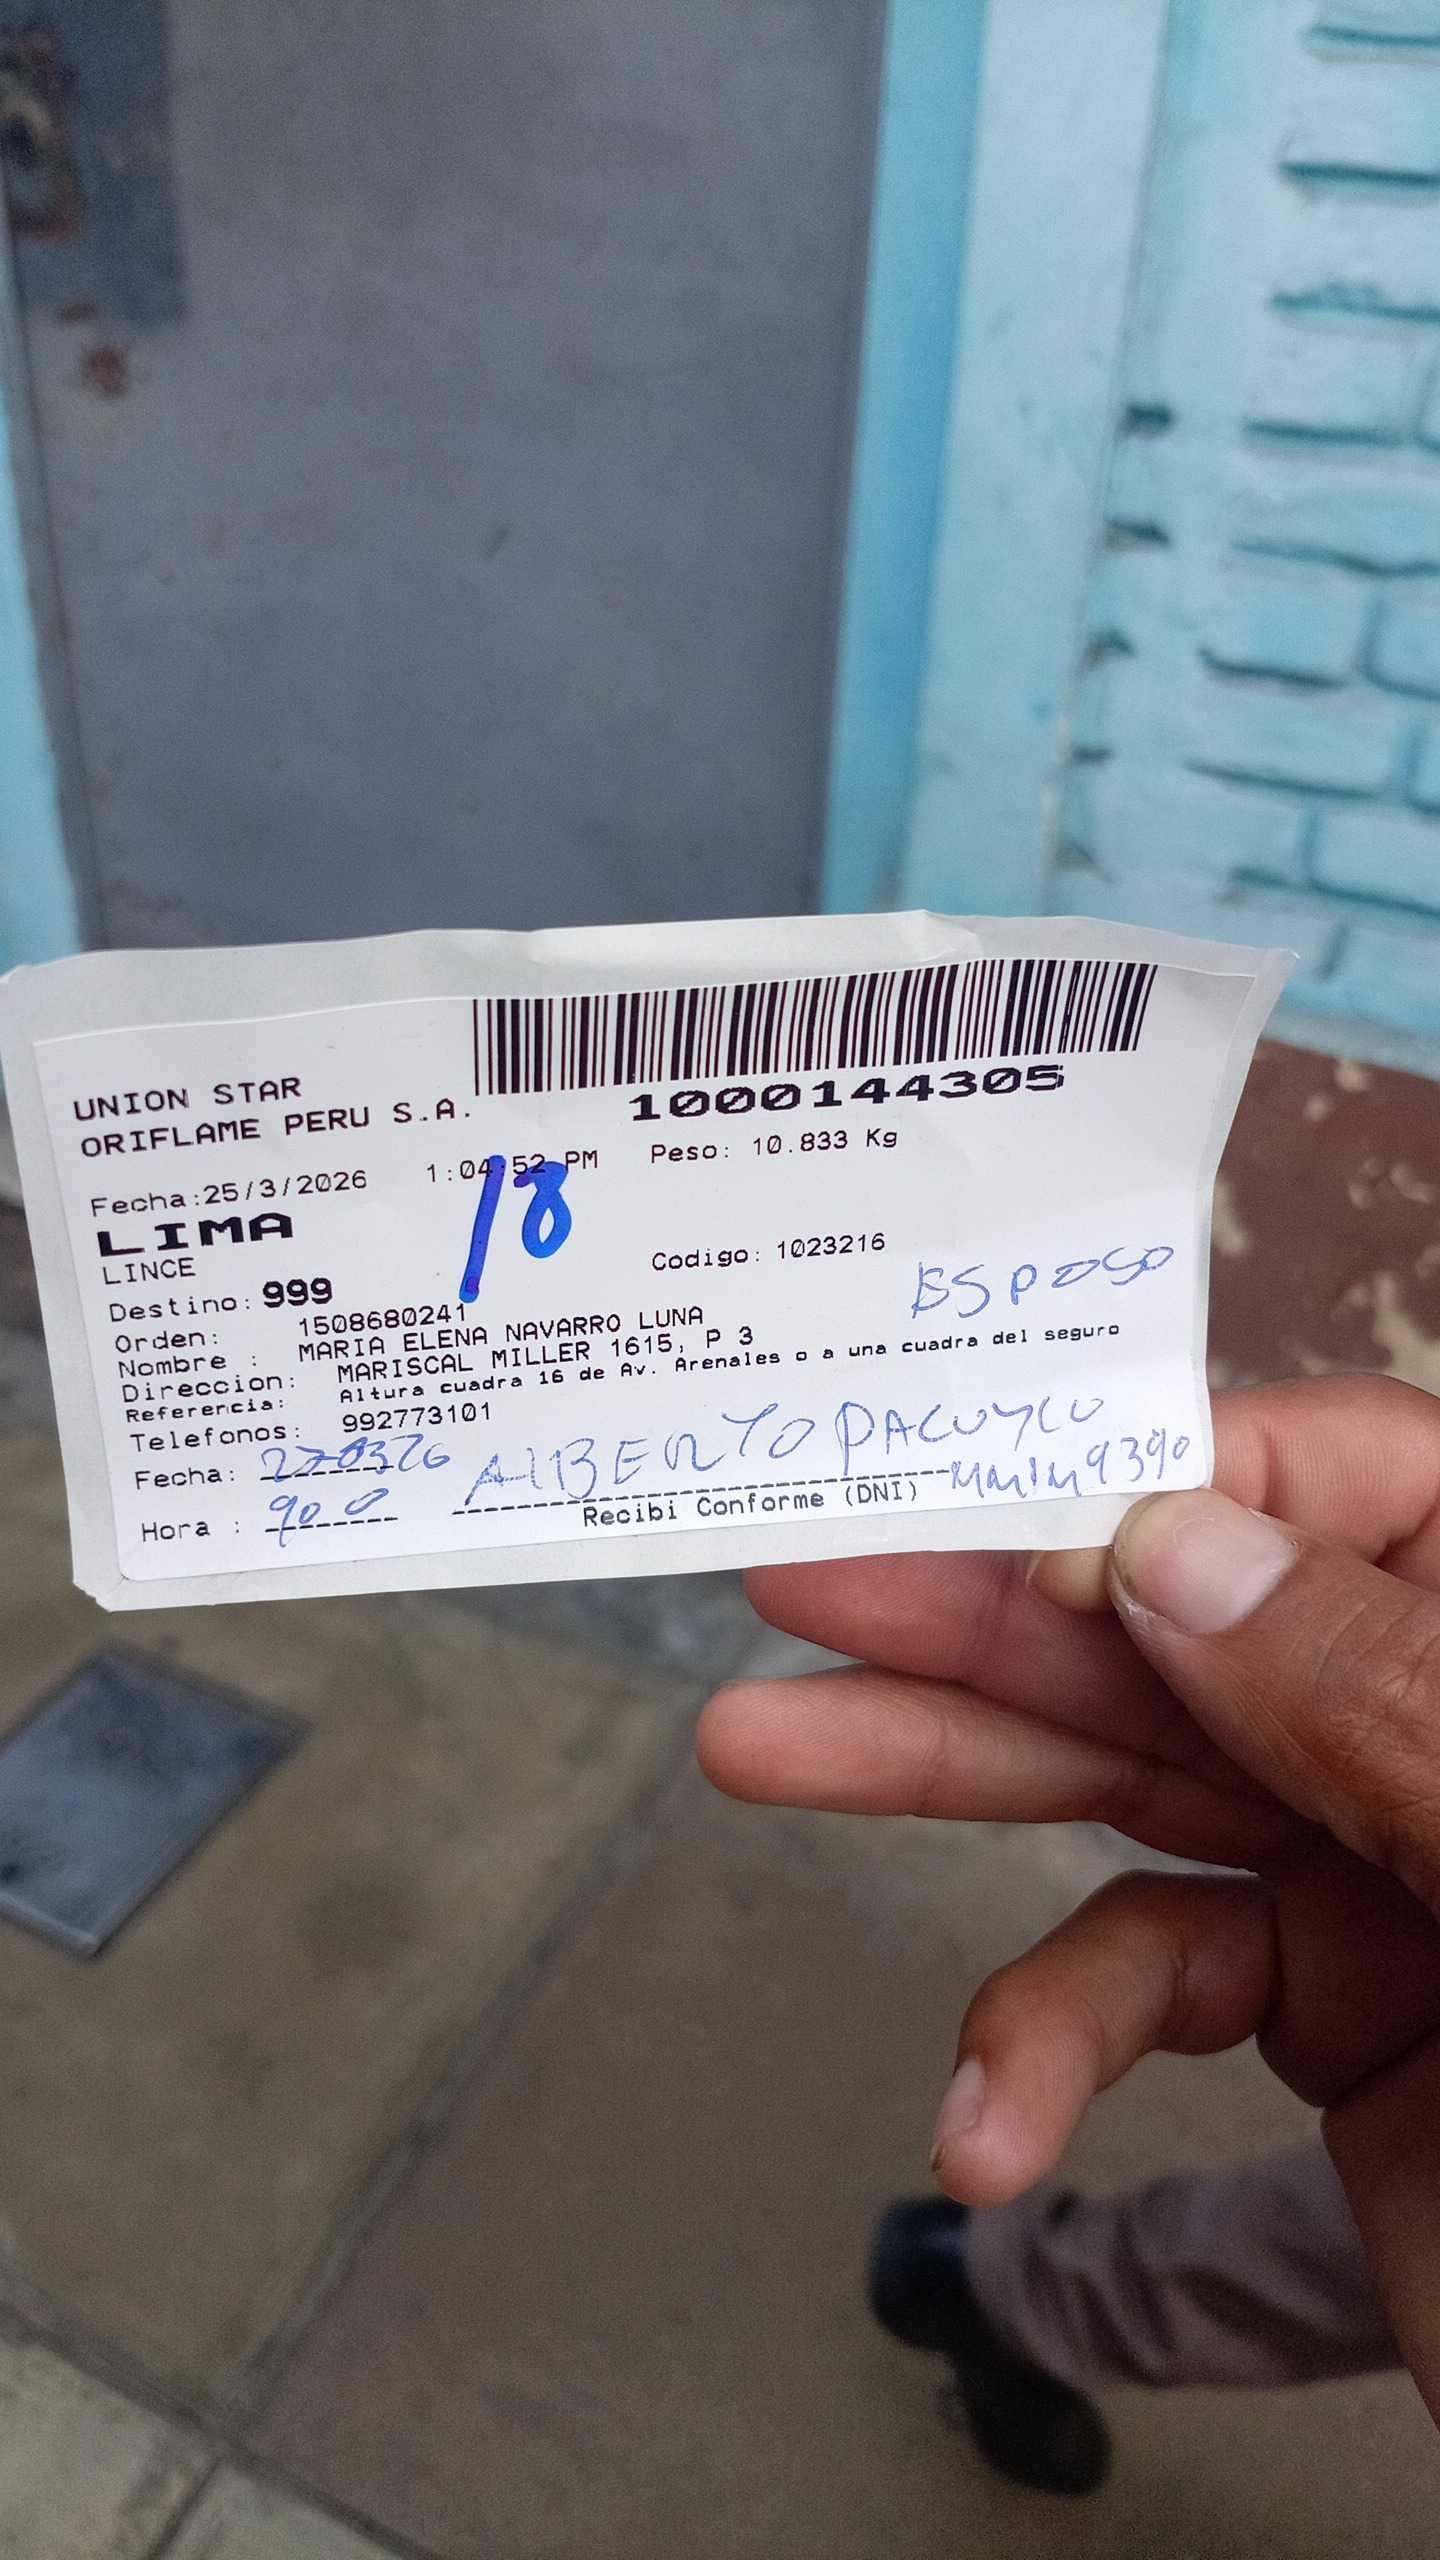 1000144305
UNION STAR
ORIFLAME PERU S.A.
Fecha:25/3/2026 1:04:52 PM Peso: 10.833 Kg
18
LIMA
LINCE
Codigo: 1023216
Destino: 999
ESPOSO
Orden: 1508680241
Nombre : MARIA ELENA NAVARRO LUNA
Direccion: MARISCAL MILLER 1615, P 3
Referencia: Altura cuadra 16 de Av. Arenales o a una cuadra del seguro
Telefonos: 992773101
Fecha: 270326 ALBERTO PACUYCU
Hora : 900 Recibi Conforme (DNI) 9390